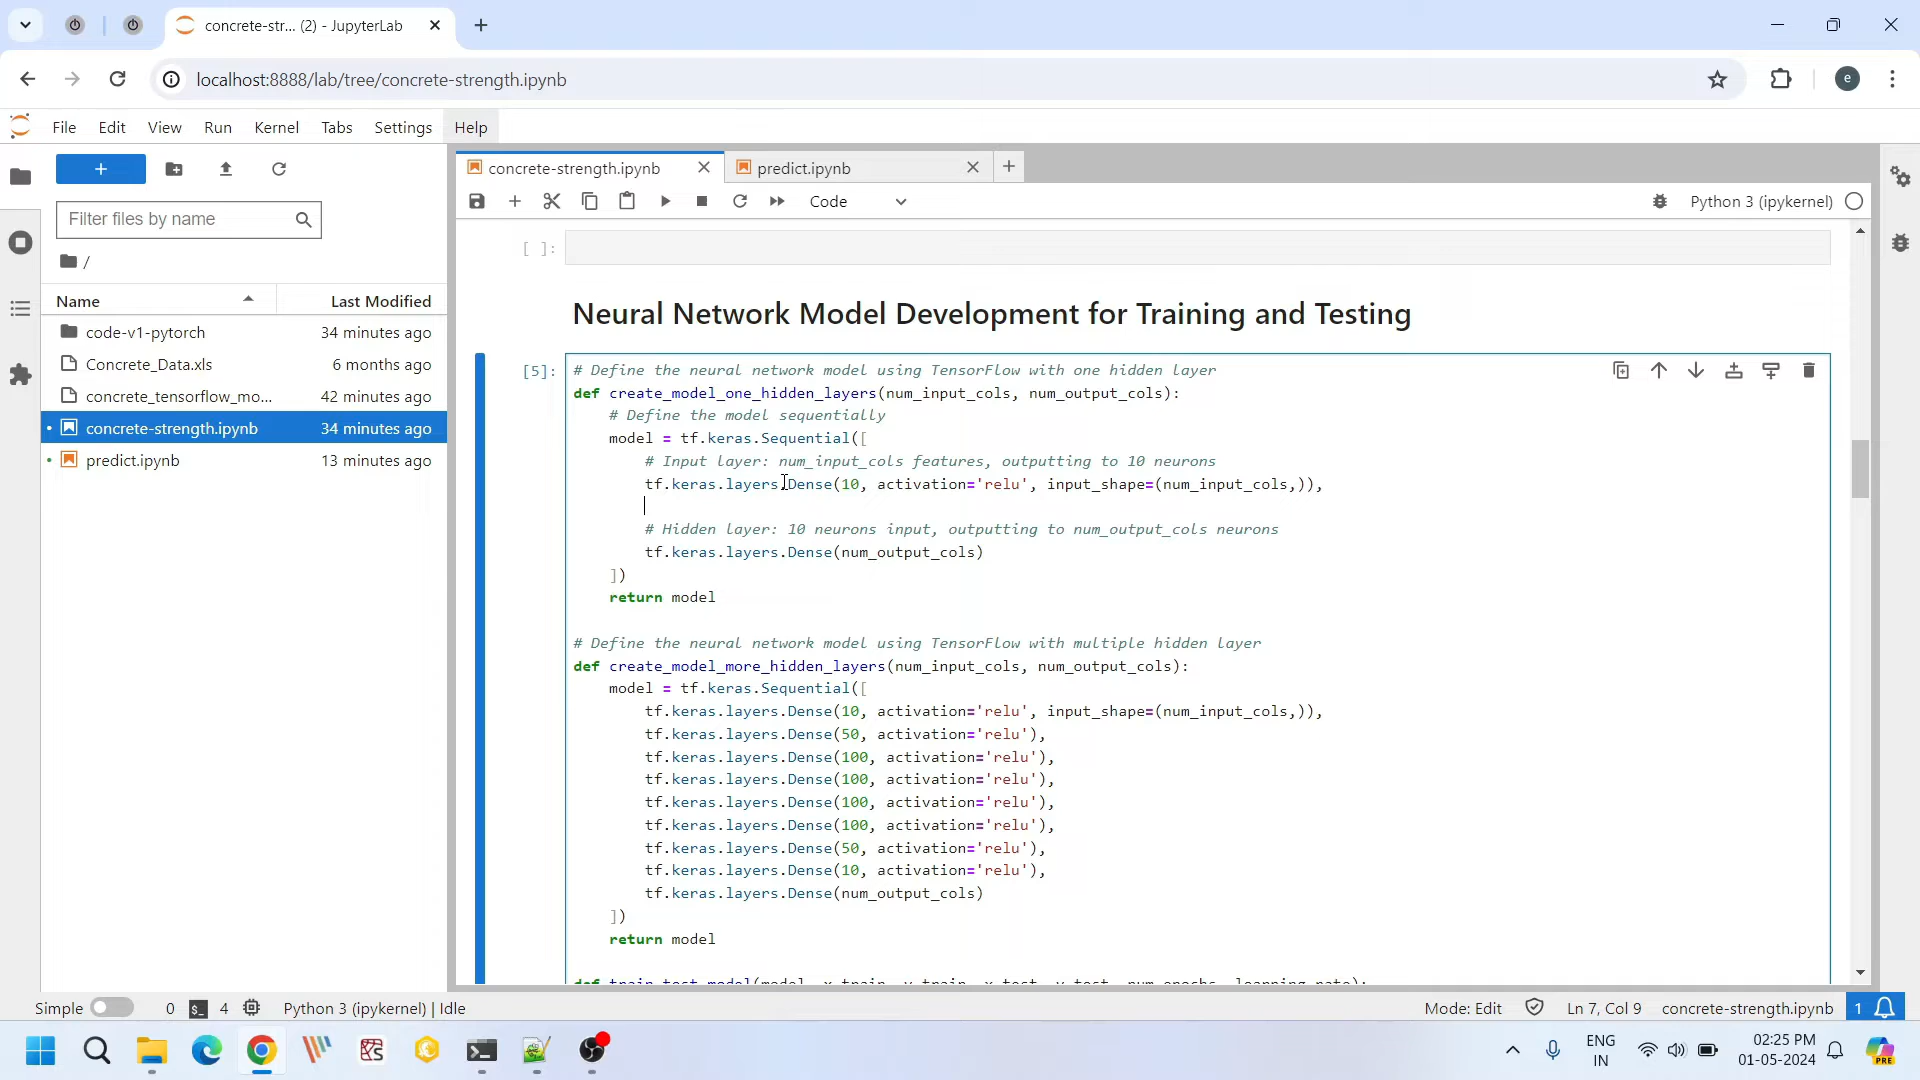 concrete-str... (2) - JupyterLab
localhost:8888/lab/tree/concrete-strength.ipynb
e
File Edit View Run Kernel Tabs Settings Help
concrete-strength.ipynb
predict.ipynb
Code
Python 3 (ipykernel)
Filter files by name
/
Name
Last Modified
code-v1-pytorch 34 minutes ago
Concrete_Data.xls 6 months ago
concrete_tensorflow_mo... 42 minutes ago
concrete-strength.ipynb 34 minutes ago
predict.ipynb 13 minutes ago
[ ]:
Neural Network Model Development for Training and Testing
[5]:
# Define the neural network model using TensorFlow with one hidden layer
def create_model_one_hidden_layers(num_input_cols, num_output_cols):
# Define the model sequentially
model = tf.keras.Sequential([
# Input layer: num_input_cols features, outputting to 10 neurons
tf.keras.layers.Dense(10, activation='relu', input_shape=(num_input_cols,)),
# Hidden layer: 10 neurons input, outputting to num_output_cols neurons
tf.keras.layers.Dense(num_output_cols)
])
return model
# Define the neural network model using TensorFlow with multiple hidden layer
def create_model_more_hidden_layers(num_input_cols, num_output_cols):
model = tf.keras.Sequential([
tf.keras.layers.Dense(10, activation='relu', input_shape=(num_input_cols,)),
tf.keras.layers.Dense(50, activation='relu'),
tf.keras.layers.Dense(100, activation='relu'),
tf.keras.layers.Dense(100, activation='relu'),
tf.keras.layers.Dense(100, activation='relu'),
tf.keras.layers.Dense(100, activation='relu'),
tf.keras.layers.Dense(50, activation='relu'),
tf.keras.layers.Dense(10, activation='relu'),
tf.keras.layers.Dense(num_output_cols)
])
return model
def train_test_model(model, x_train, y_train, x_test, y_test, num_epochs, learning_rate):
Simple 0 4 Python 3 (ipykernel) | Idle
Mode: Edit Ln 7, Col 9 concrete-strength.ipynb 1
ENG
IN
02:25 PM
01-05-2024
PRE